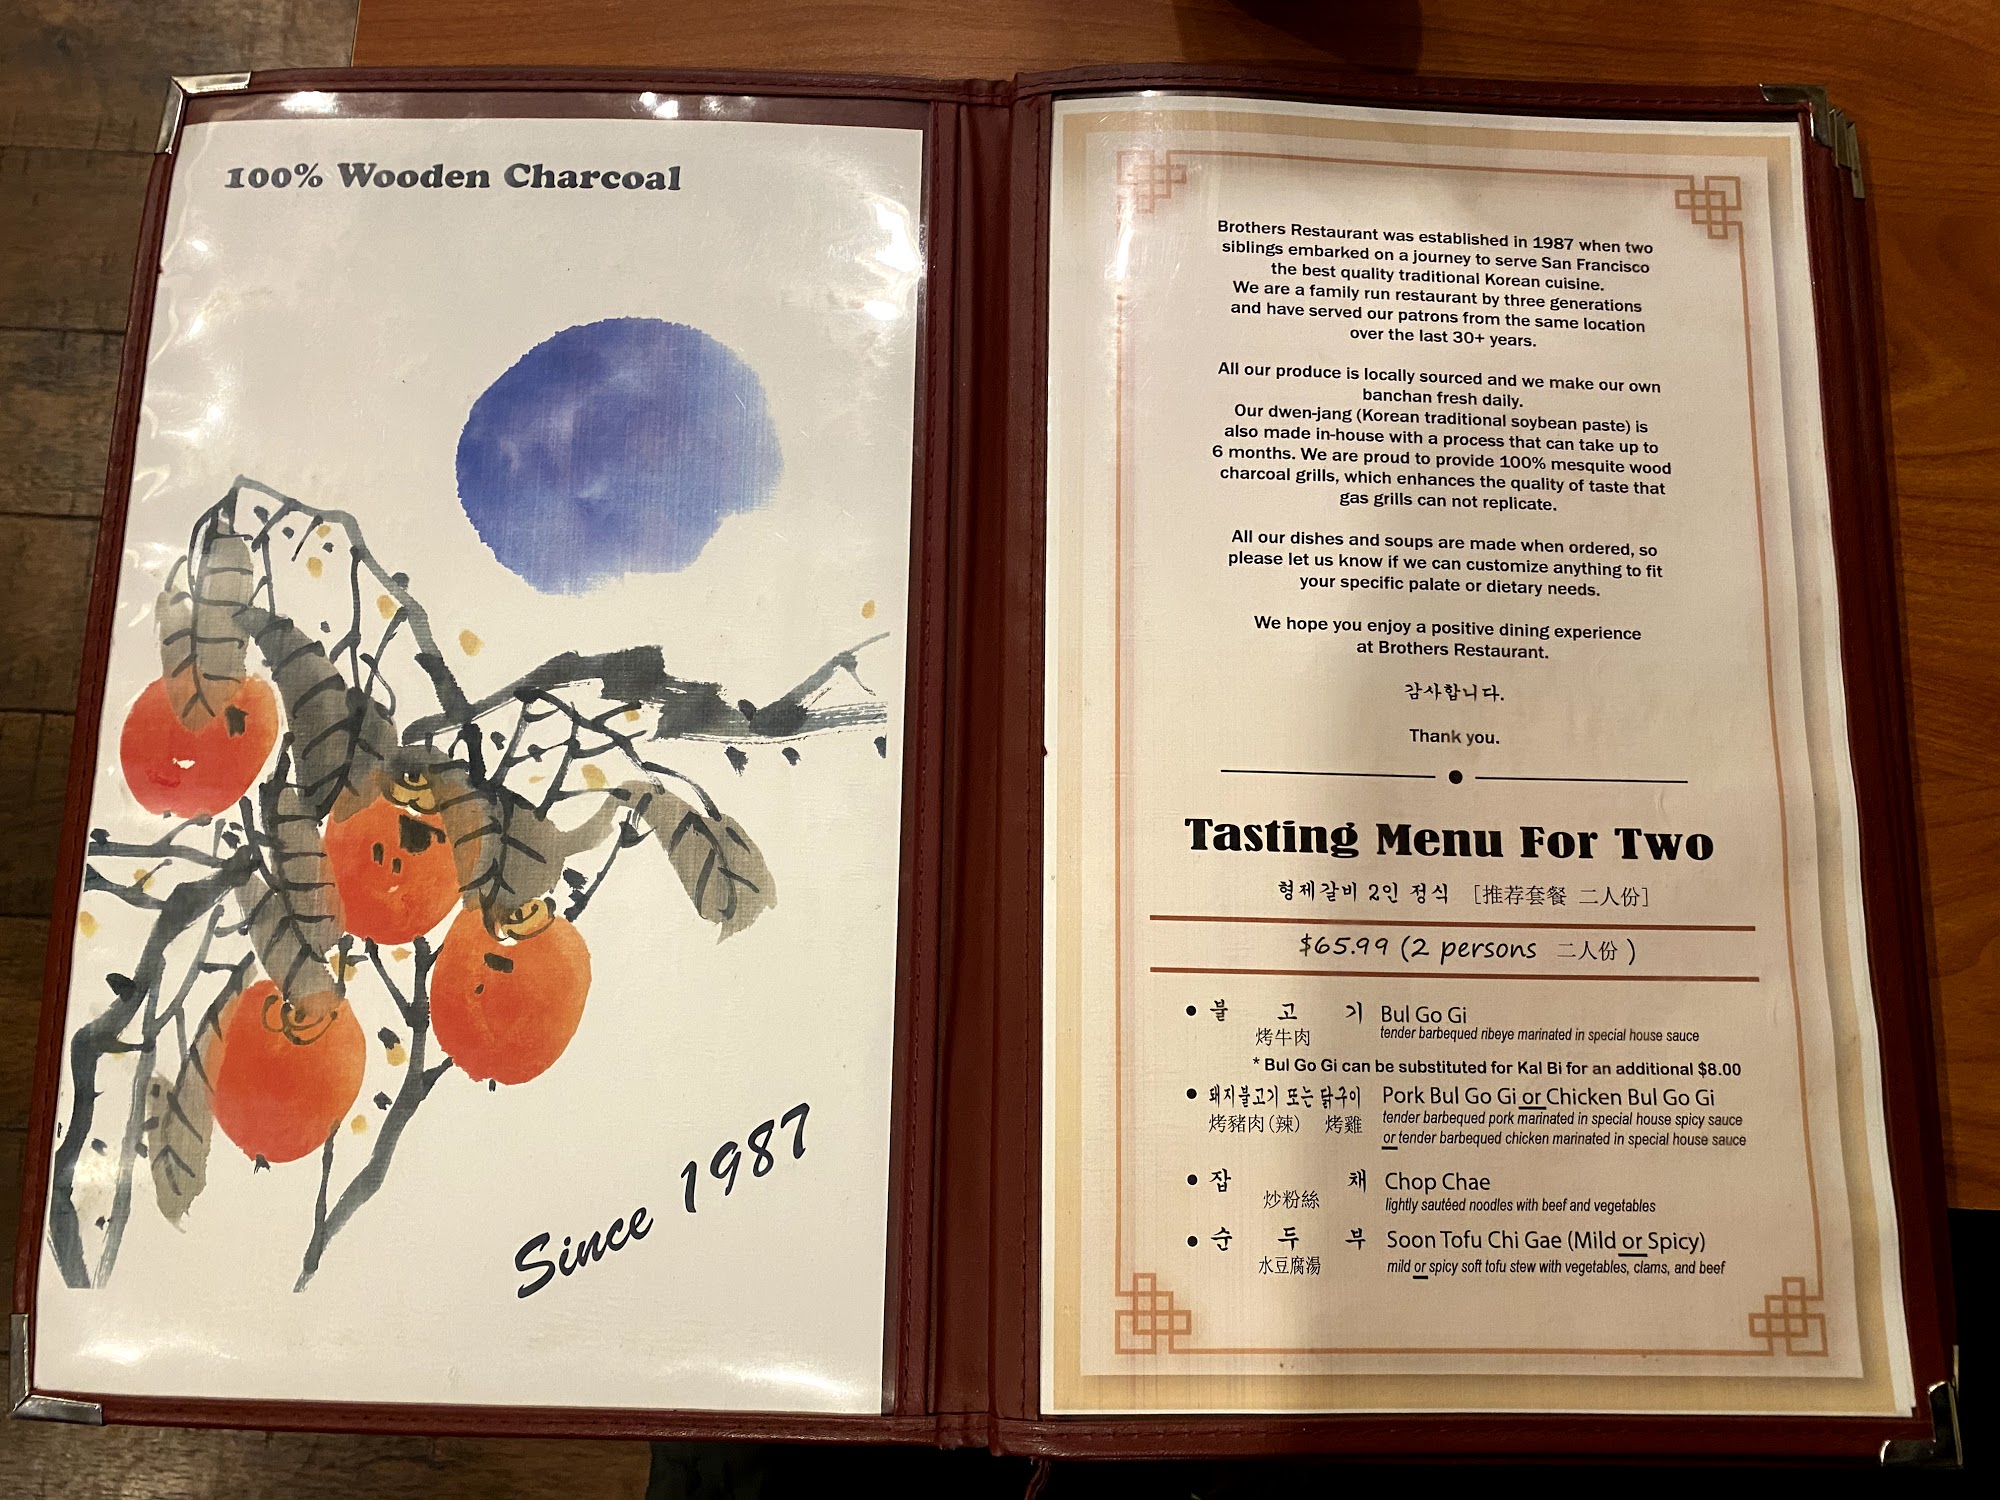 100% Wooden Charcoal
Since 1987
Brothers Restaurant was established in 1987 when two
siblings embarked on a journey to serve San Francisco
the best quality traditional Korean cuisine.
We are a family run restaurant by three generations
and have served our patrons from the same location
over the last 30+ years.
All our produce is locally sourced and we make our own
banchan fresh daily.
Our dwen-jang (Korean traditional soybean paste) is
also made in-house with a process that can take up to
6 months. We are proud to provide 100% mesquite wood
charcoal grills, which enhances the quality of taste that
gas grills can not replicate.
All our dishes and soups are made when ordered, so
please let us know if we can customize anything to fit
your specific palate or dietary needs.
We hope you enjoy a positive dining experience
at Brothers Restaurant.
감사합니다.
Thank you.
Tasting Menu For Two
형제갈비 2인 정식 [推荐套餐 二人份]
$65.99 (2 persons 二人份)
• 불 고 기 Bul Go Gi
烤牛肉 tender barbequed ribeye marinated in special house sauce
* Bul Go Gi can be substituted for Kal Bi for an additional $8.00
• 돼지불고기 또는 닭구이 Pork Bul Go Gi or Chicken Bul Go Gi
烤豬肉(辣) 烤雞 tender barbequed pork marinated in special house spicy sauce
or tender barbequed chicken marinated in special house sauce
• 잡 채 Chop Chae
炒粉絲 lightly sautéed noodles with beef and vegetables
• 순 두 부 Soon Tofu Chi Gae (Mild or Spicy)
水豆腐湯 mild or spicy soft tofu stew with vegetables, clams, and beef